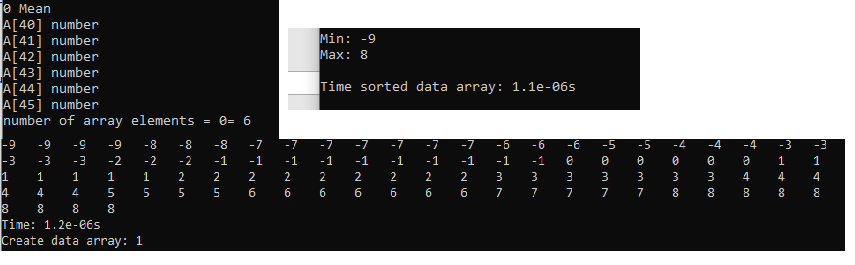 0 Mean
A[40] number
A[41] number
A[42] number
A[43] number
A[44] number
A[45] number
number of array elements = 0= 6
Min: -9
Max: 8
Time sorted data array: 1.1e-06s
-9 -9 -9 -9 -8 -8 -8 -7 -7 -7 -7 -7 -7 -7 -6 -6 -6 -5 -5 -4 -4 -4 -3 -3
-3 -3 -3 -2 -2 -2 -1 -1 -1 -1 -1 -1 -1 -1 -1 -1 0 0 0 0 0 0 1 1
1 1 1 1 1 2 2 2 2 2 2 2 2 2 3 3 3 3 3 3 3 4 4 4
4 4 4 5 5 5 5 6 6 6 6 6 6 6 7 7 7 7 7 8 8 8 8 8
8 8 8 8
Time: 1.2e-06s
Create data array: 1